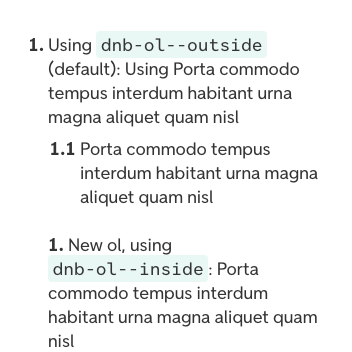 1. Using dnb-ol--outside
(default): Using Porta commodo
tempus interdum habitant urna
magna aliquet quam nisl
1.1 Porta commodo tempus
interdum habitant urna magna
aliquet quam nisl
1. New ol, using
dnb-ol--inside: Porta
commodo tempus interdum
habitant urna magna aliquet quam
nisl